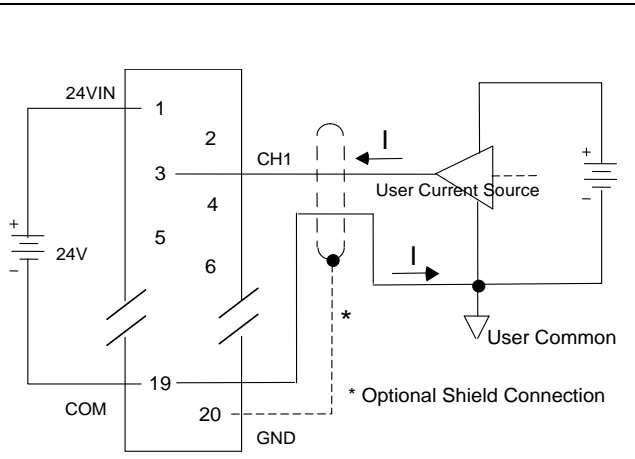 24VIN
1
2
3
CH1
I
+
User Current Source
−
4
5
+
24V
−
6
I
*
User Common
19
* Optional Shield Connection
COM
20
GND